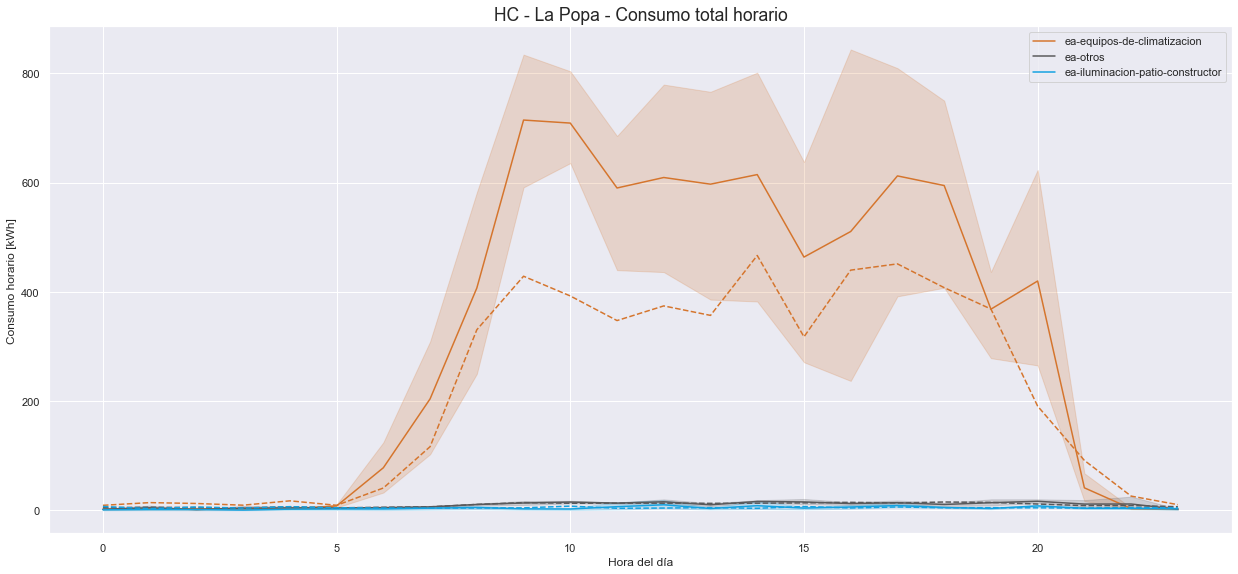 HC - La Popa - Consumo total horario
ea-equipos-de-climatizacion
ea-otros
ea-iluminacion-patio-constructor
Consumo horario [kWh]
800
600
400
200
0
0 5 10 15 20
Hora del día